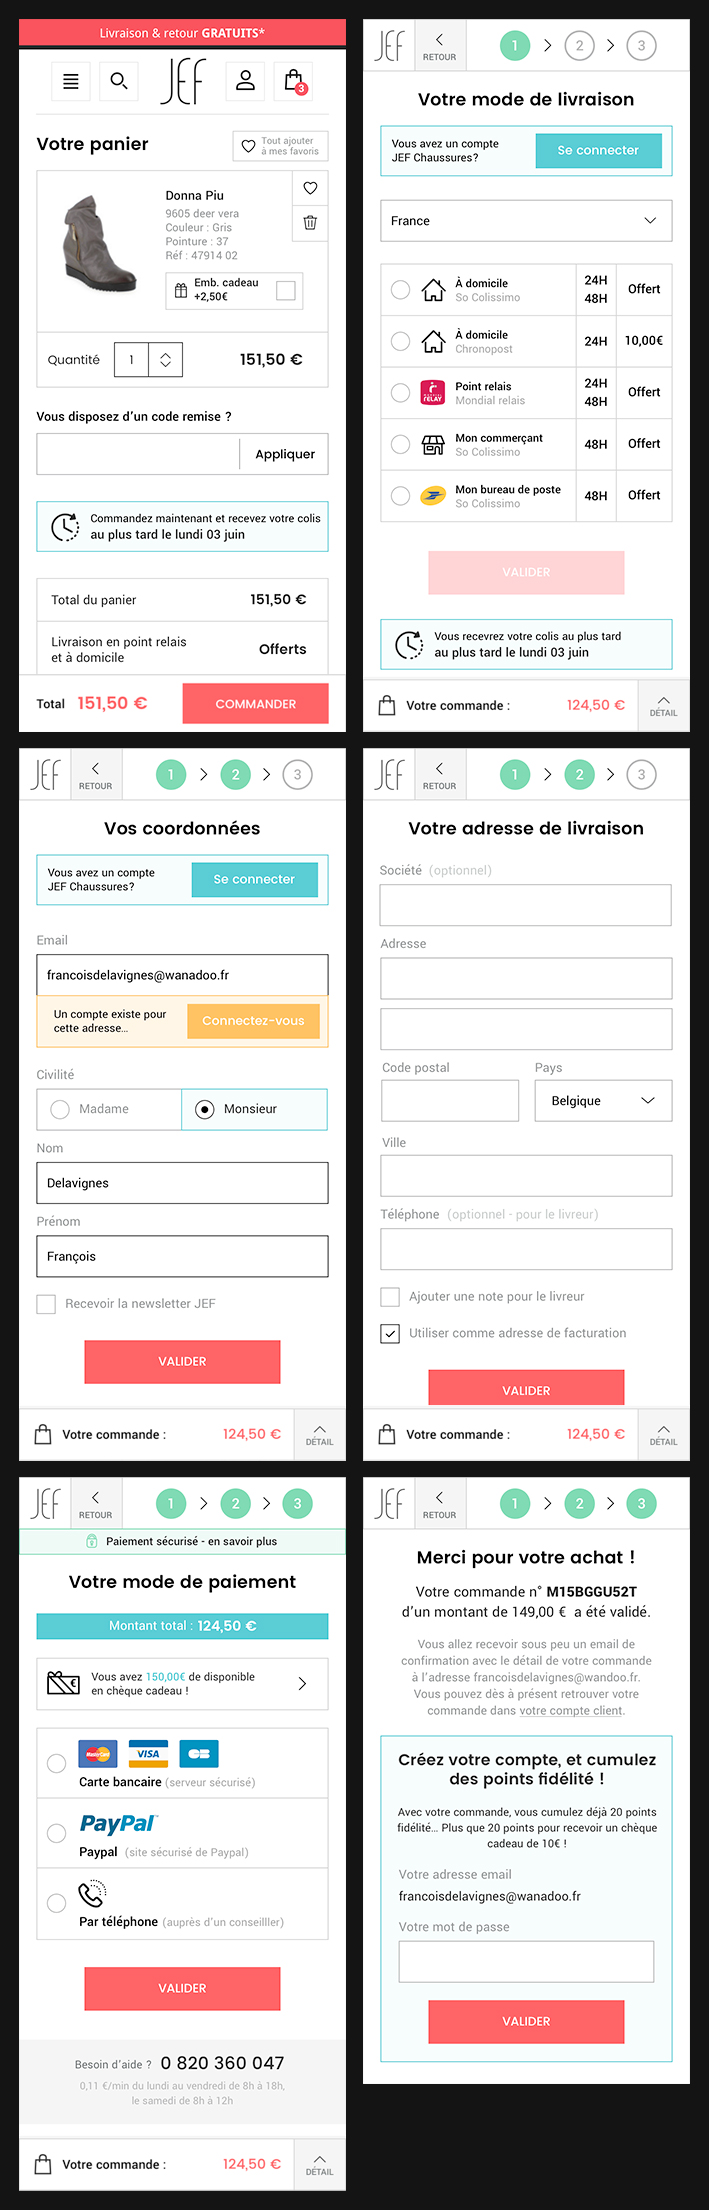 Livraison & retour GRATUITS*
JEF
3
Votre panier
Tout ajouter
à mes favoris
Donna Piu
9605 deer vera
Couleur : Gris
Pointure : 37
Réf : 47914 02
Emb. cadeau
+2,50€
Quantité
1
151,50 €
Vous disposez d'un code remise ?
Appliquer
Commandez maintenant et recevez votre colis
au plus tard le lundi 03 juin
Total du panier
151,50 €
Livraison en point relais
et à domicile
Offerts
Total
151,50 €
COMMANDER
JEF
RETOUR
1
2
3
Votre mode de livraison
Vous avez un compte
JEF Chaussures?
Se connecter
France
À domicile
So Colissimo
24H
48H
Offert
À domicile
Chronopost
24H
10,00€
MONDIAL
RELAY
Point relais
Mondial relais
24H
48H
Offert
Mon commerçant
So Colissimo
48H
Offert
Mon bureau de poste
So Colissimo
48H
Offert
VALIDER
Vous recevrez votre colis au plus tard
au plus tard le lundi 03 juin
Votre commande :
124,50 €
DÉTAIL
JEF
RETOUR
1
2
3
Vos coordonnées
Vous avez un compte
JEF Chaussures?
Se connecter
Email
francoisdelavignes@wanadoo.fr
Un compte existe pour
cette adresse...
Connectez-vous
Civilité
Madame
Monsieur
Nom
Delavignes
Prénom
François
Recevoir la newsletter JEF
VALIDER
Votre commande :
124,50 €
DÉTAIL
JEF
RETOUR
1
2
3
Votre adresse de livraison
Société (optionnel)
Adresse
Code postal
Pays
Belgique
Ville
Téléphone (optionnel - pour le livreur)
Ajouter une note pour le livreur
Utiliser comme adresse de facturation
VALIDER
Votre commande :
124,50 €
DÉTAIL
JEF
RETOUR
1
2
3
Paiement sécurisé - en savoir plus
Votre mode de paiement
Montant total : 124,50 €
Vous avez 150,00€ de disponible
en chèque cadeau !
MasterCard
VISA
CB
Carte bancaire (serveur sécurisé)
PayPal
Paypal (site sécurisé de Paypal)
Par téléphone (auprès d'un conseilller)
VALIDER
Besoin d'aide ? 0 820 360 047
0,11 €/min du lundi au vendredi de 8h à 18h,
le samedi de 8h à 12h
Votre commande :
124,50 €
DÉTAIL
JEF
RETOUR
1
2
3
Merci pour votre achat !
Votre commande n° M15BGGU52T
d'un montant de 149,00 € a été validé.
Vous allez recevoir sous peu un email de
confirmation avec le détail de votre commande
à l'adresse francoisdelavignes@wandoo.fr.
Vous pouvez dès à présent retrouver votre
commande dans votre compte client.
Créez votre compte, et cumulez
des points fidélité !
Avec votre commande, vous cumulez déjà 20 points
fidélité... Plus que 20 points pour recevoir un chèque
cadeau de 10€ !
Votre adresse email
francoisdelavignes@wanadoo.fr
Votre mot de passe
VALIDER